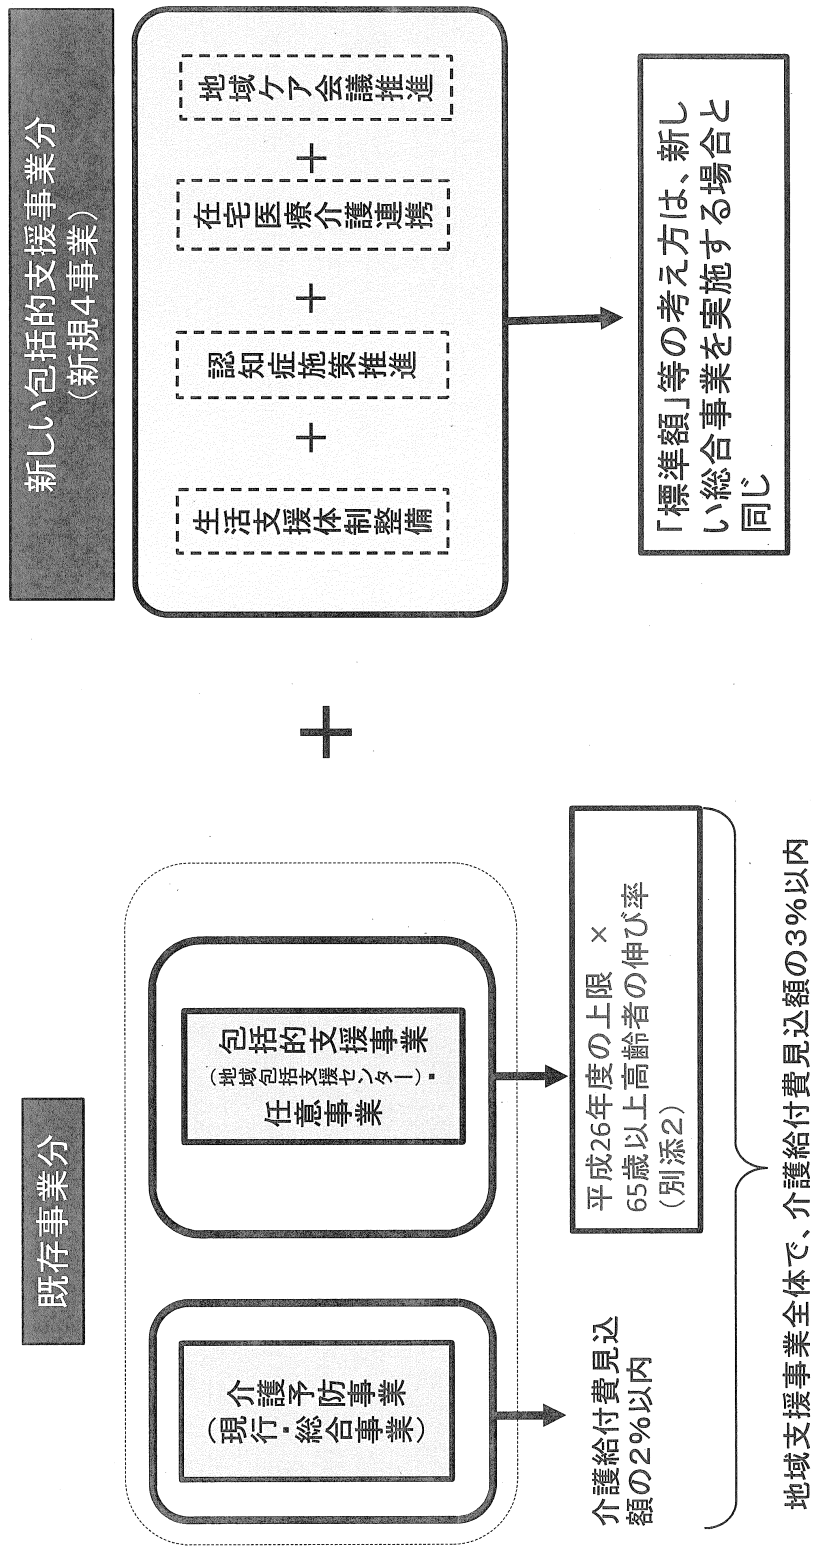 既存事業分
介護予防事業
(現行・総合事業)
包括的支援事業
(地域包括支援センター)・
任意事業
介護給付費見込
額の2%以内
平成26年度の上限 ×
65歳以上高齢者の伸び率
(別添2)
地域支援事業全体で、介護給付費見込額の3%以内
+
新しい包括的支援事業分
(新規4事業)
生活支援体制整備
+
認知症施策推進
+
在宅医療介護連携
+
地域ケア会議推進
「標準額」等の考え方は、新し
い総合事業を実施する場合と
同じ